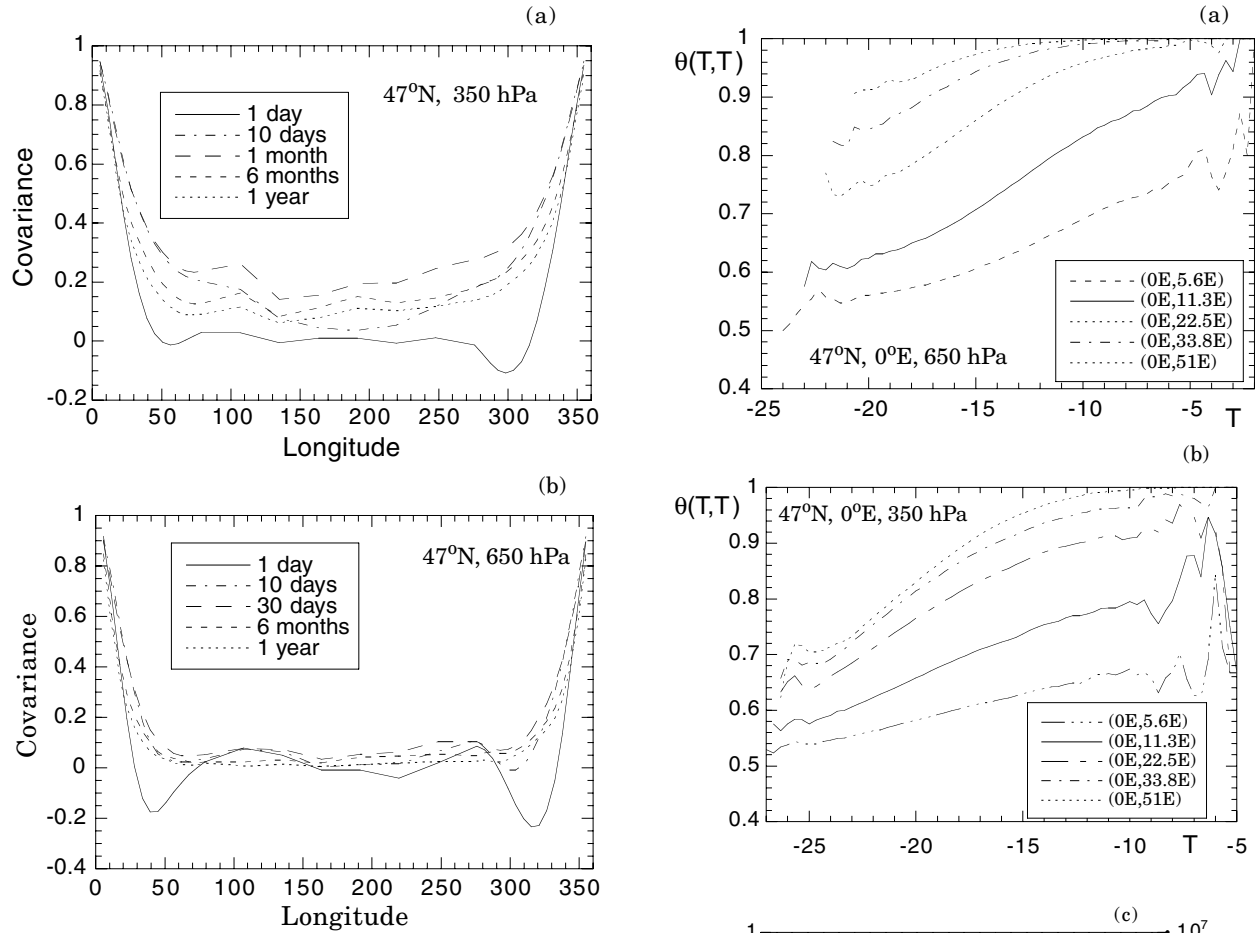 (a)
1
0.8
0.6
0.4
0.2
0
-0.2
Covariance
47ºN, 350 hPa
1 day
10 days
1 month
6 months
1 year
0 50 100 150 200 250 300 350
Longitude
(b)
1
0.8
0.6
0.4
0.2
0
-0.2
-0.4
Covariance
47ºN, 650 hPa
1 day
10 days
30 days
6 months
1 year
0 50 100 150 200 250 300 350
Longitude
(a)
θ(T,T)
1
0.9
0.8
0.7
0.6
0.5
0.4
(0E,5.6E)
(0E,11.3E)
(0E,22.5E)
(0E,33.8E)
(0E,51E)
47ºN, 0ºE, 650 hPa
-25 -20 -15 -10 -5 T
(b)
θ(T,T)
1
0.9
0.8
0.7
0.6
0.5
0.4
47ºN, 0ºE, 350 hPa
(0E,5.6E)
(0E,11.3E)
(0E,22.5E)
(0E,33.8E)
(0E,51E)
-25 -20 -15 -10 T -5
(c)
1 10⁷